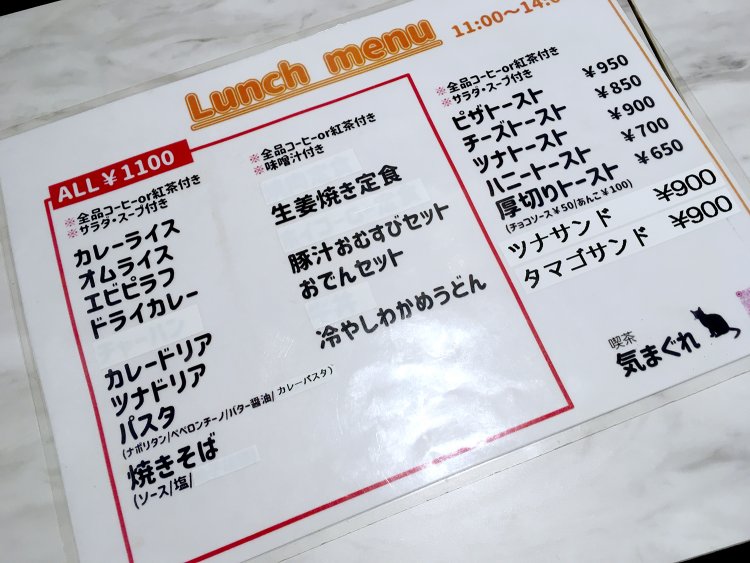 Lunch menu
11:00～14:0
ALL￥1100
※全品コーヒーor紅茶付き
※サラダ・スープ付き
カレーライス
オムライス
エビピラフ
ドライカレー
カレードリア
ツナドリア
パスタ
(ナポリタン/ペペロンチーノ/バター醤油/カレーパスタ)
焼きそば
(ソース/塩/
※全品コーヒーor紅茶付き
※味噌汁付き
生姜焼き定食
豚汁おむすびセット
おでんセット
冷やしわかめうどん
※全品コーヒーor紅茶付き
※サラダ・スープ付き
ピザトースト ￥950
チーズトースト ￥850
ツナトースト ￥900
ハニートースト ￥700
厚切りトースト ￥650
(チョコソース￥50/あんこ￥100)
ツナサンド ￥900
タマゴサンド ￥900
喫茶
気まぐれ